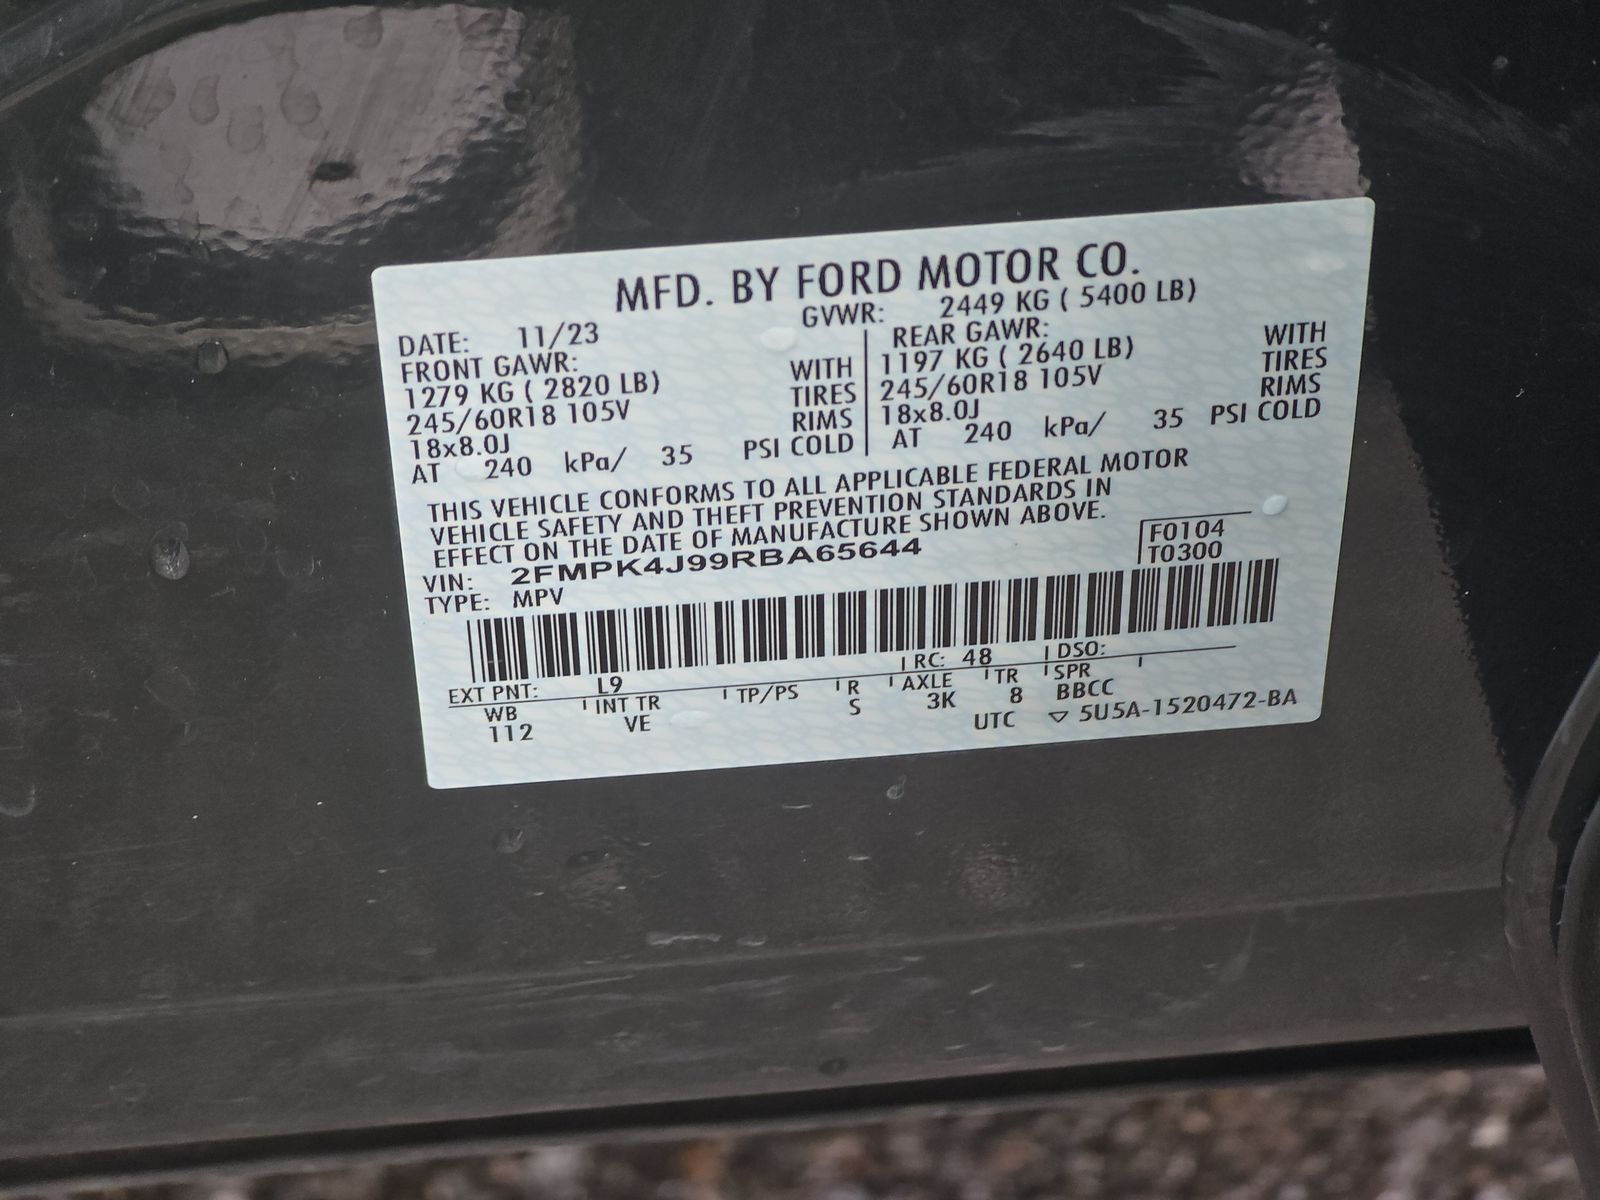 MFD. BY FORD MOTOR CO.
DATE: 11/23 GVWR: 2449 KG ( 5400 LB)
FRONT GAWR: WITH
1279 KG ( 2820 LB) TIRES
245/60R18 105V RIMS
18x8.0J
AT 240 kPa/ 35 PSI COLD
REAR GAWR: WITH
1197 KG ( 2640 LB) TIRES
245/60R18 105V RIMS
18x8.0J
AT 240 kPa/ 35 PSI COLD
THIS VEHICLE CONFORMS TO ALL APPLICABLE FEDERAL MOTOR
VEHICLE SAFETY AND THEFT PREVENTION STANDARDS IN
EFFECT ON THE DATE OF MANUFACTURE SHOWN ABOVE.
F0104
T0300
VIN: 2FMPK4J99RBA65644
TYPE: MPV
EXT PNT: L9 RC: 48 DSO:
WB INT TR TP/PS R AXLE TR SPR
112 VE S 3K 8 BBCC
UTC ▽ 5U5A-1520472-BA